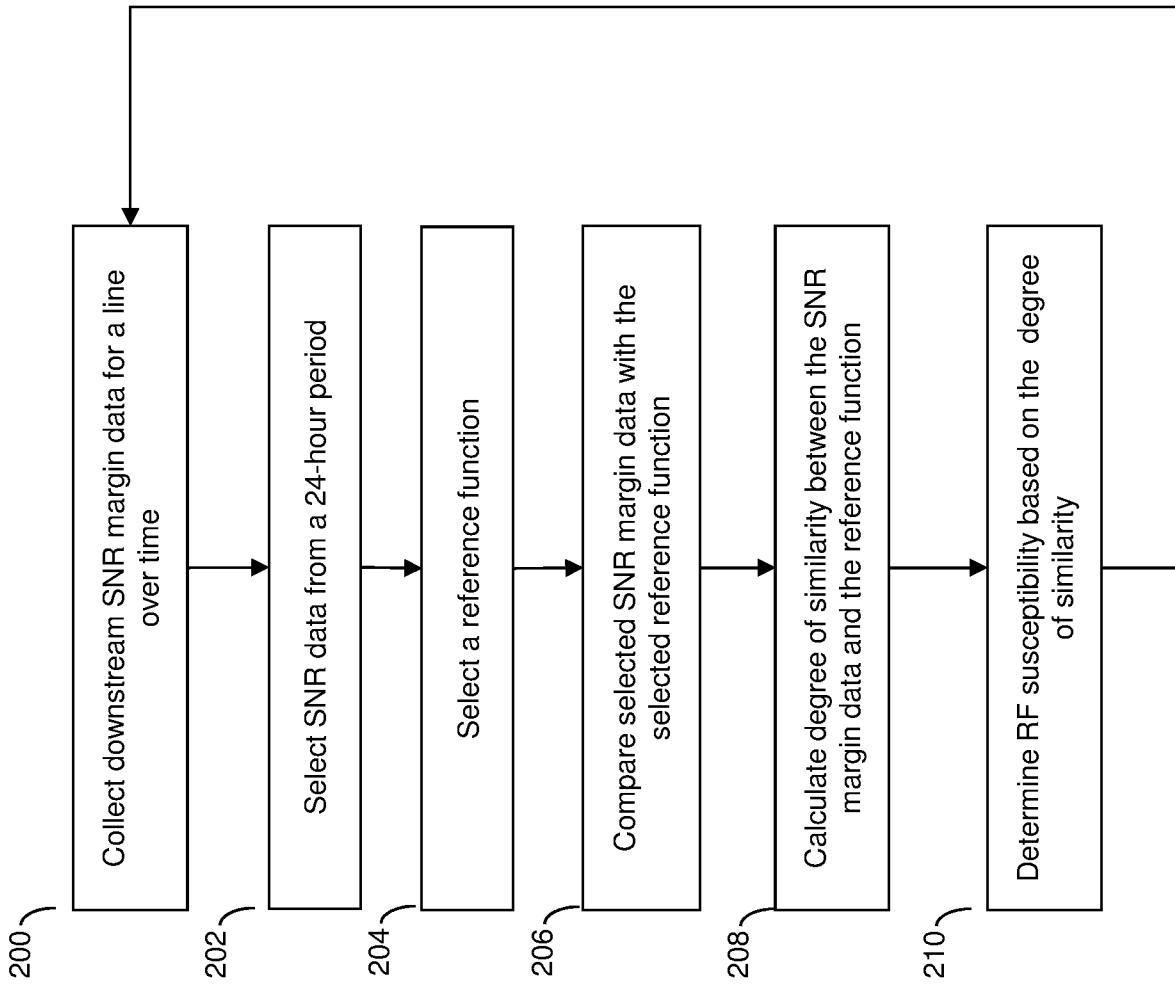 200
Collect downstream SNR margin data for a line
over time
202
Select SNR data from a 24-hour period
204
Select a reference function
206
Compare selected SNR margin data with the
selected reference function
208
Calculate degree of similarity between the SNR
margin data and the reference function
210
Determine RF susceptibility based on the degree
of similarity